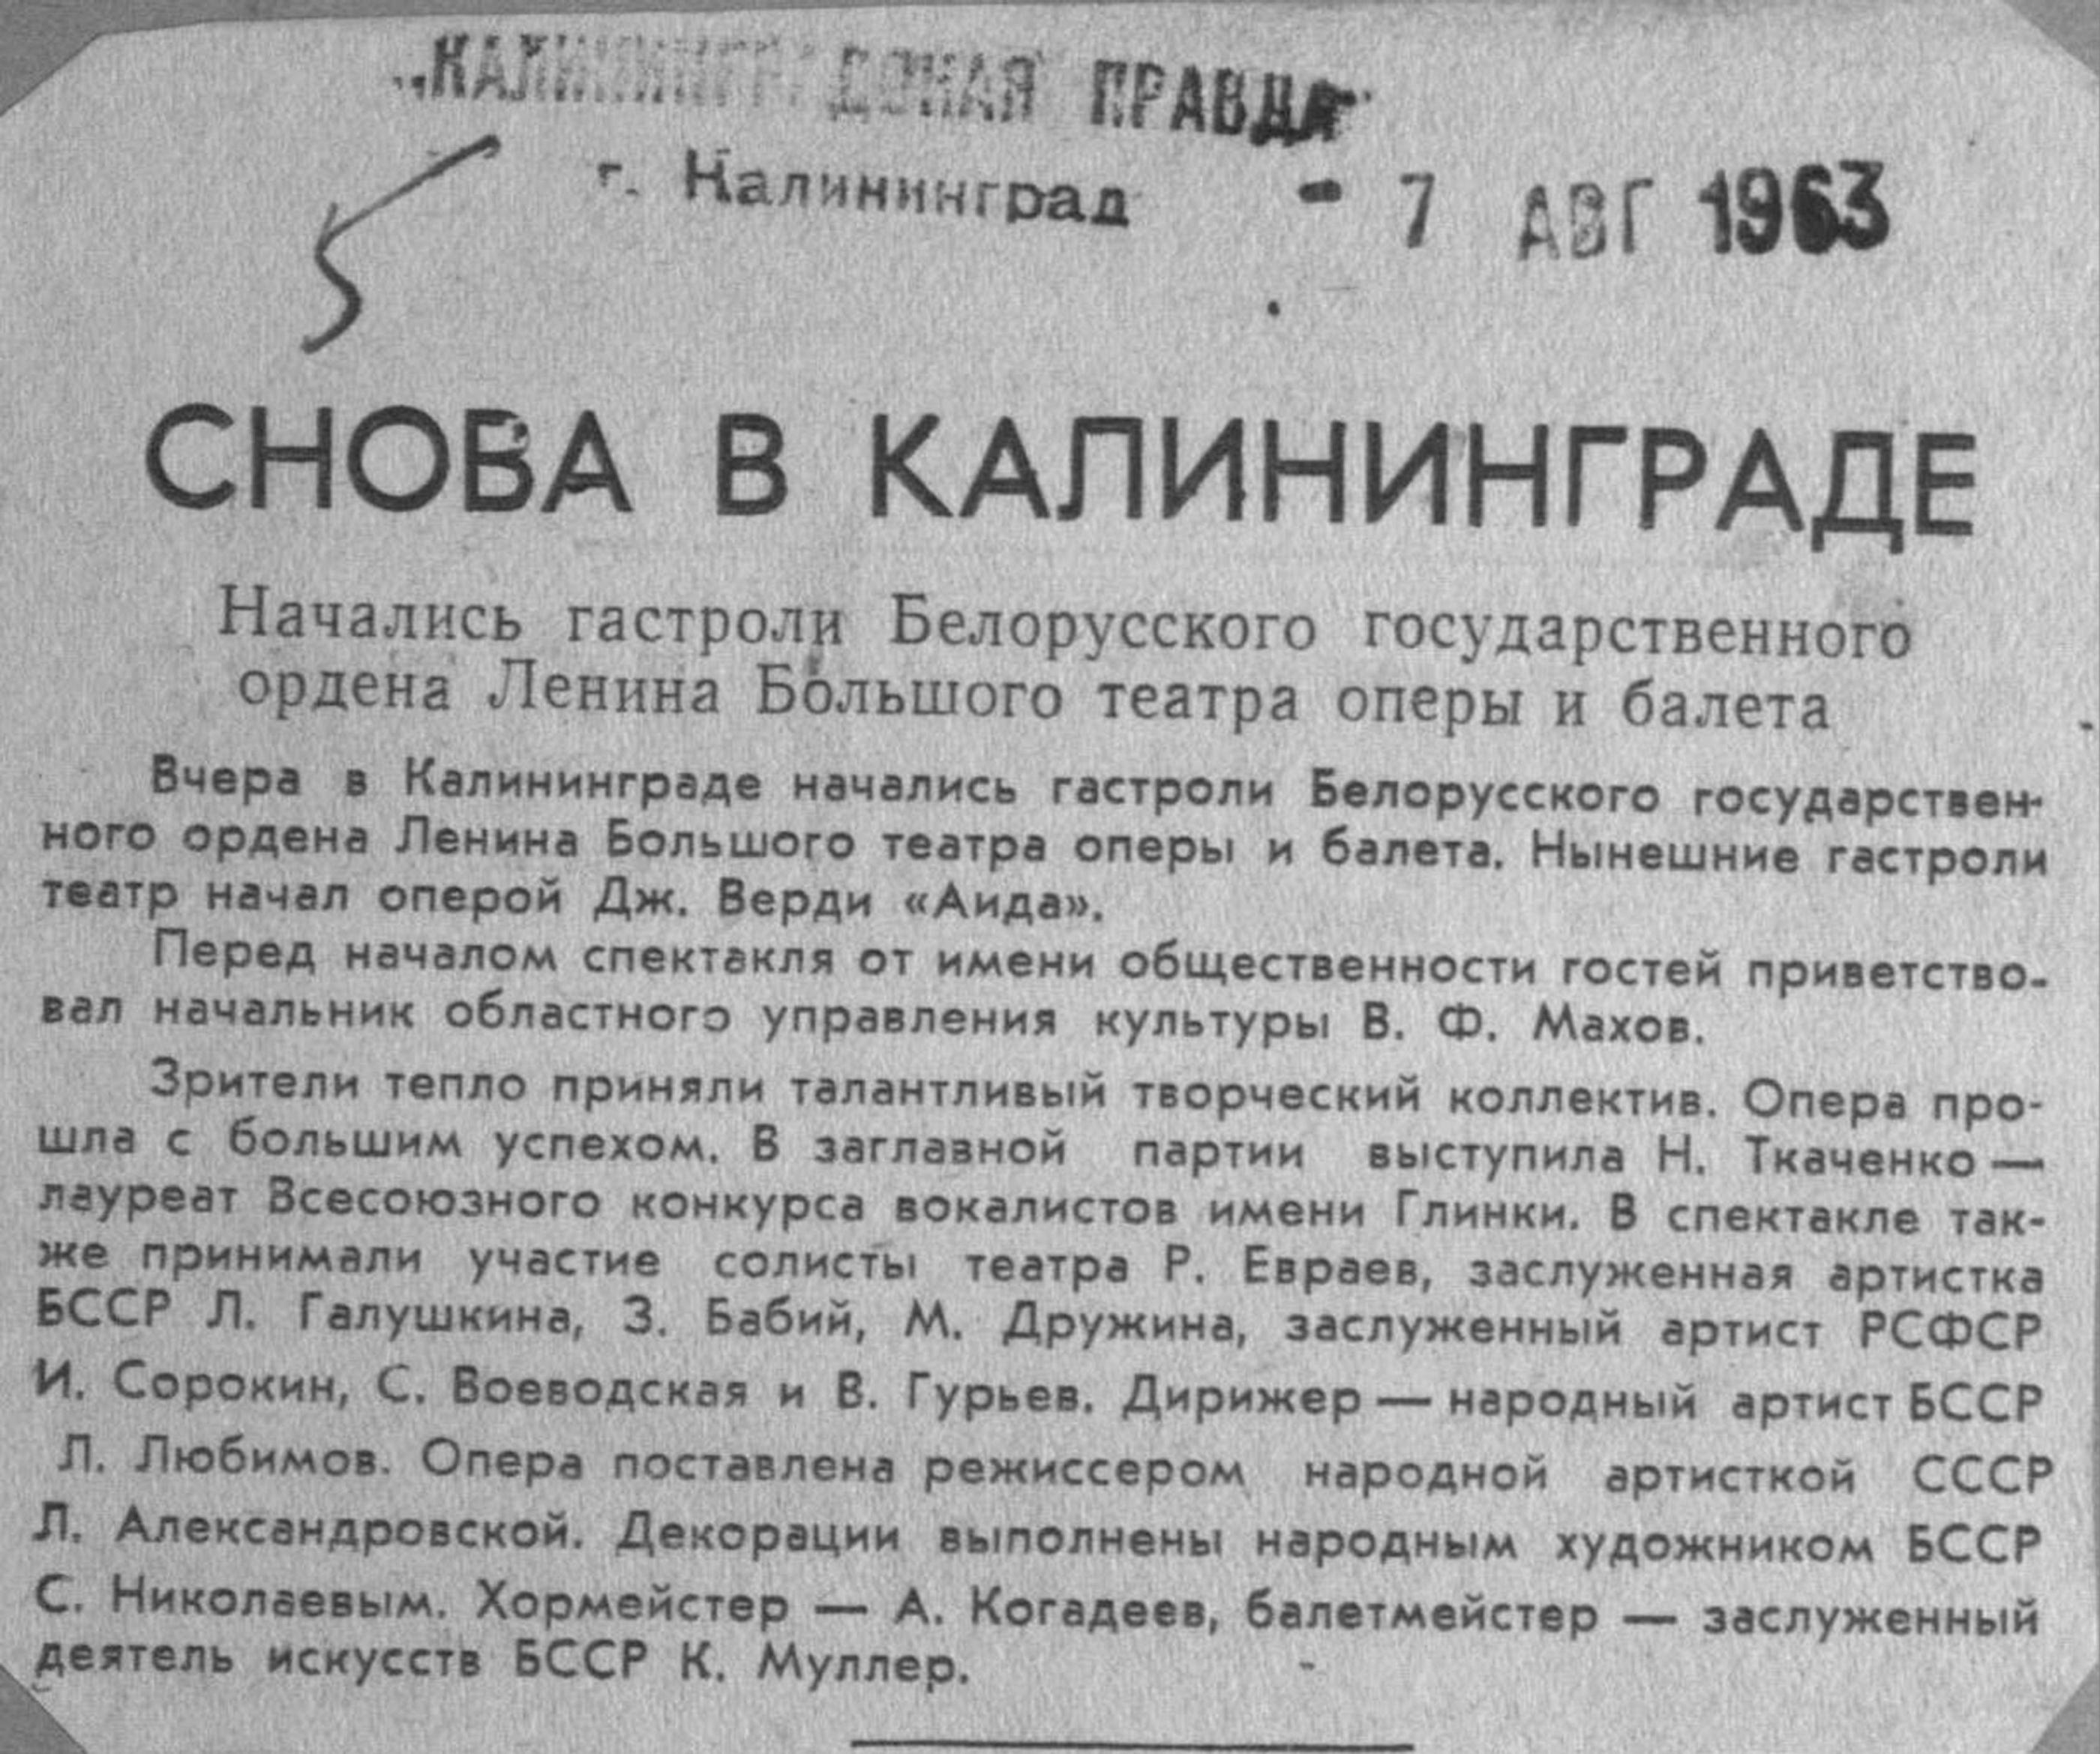 „КАЛИНИНГРАДСКАЯ ПРАВДА
г. Калининград - 7 АВГ 1963
СНОВА В КАЛИНИНГРАДЕ
Начались гастроли Белорусского государственного
ордена Ленина Большого театра оперы и балета
Вчера в Калининграде начались гастроли Белорусского государствен-
ного ордена Ленина Большого театра оперы и балета. Нынешние гастроли
театр начал оперой Дж. Верди «Аида».
Перед началом спектакля от имени общественности гостей приветство-
вал начальник областного управления культуры В. Ф. Махов.
Зрители тепло приняли талантливый творческий коллектив. Опера про-
шла с большим успехом. В заглавной партии выступила Н. Ткаченко —
лауреат Всесоюзного конкурса вокалистов имени Глинки. В спектакле так-
же принимали участие солисты театра Р. Евраев, заслуженная артистка
БССР Л. Галушкина, З. Бабий, М. Дружина, заслуженный артист РСФСР
И. Сорокин, С. Воеводская и В. Гурьев. Дирижер — народный артист БССР
Л. Любимов. Опера поставлена режиссером народной артисткой СССР
Л. Александровской. Декорации выполнены народным художником БССР
С. Николаевым. Хормейстер — А. Когадеев, балетмейстер — заслуженный
деятель искусств БССР К. Муллер.